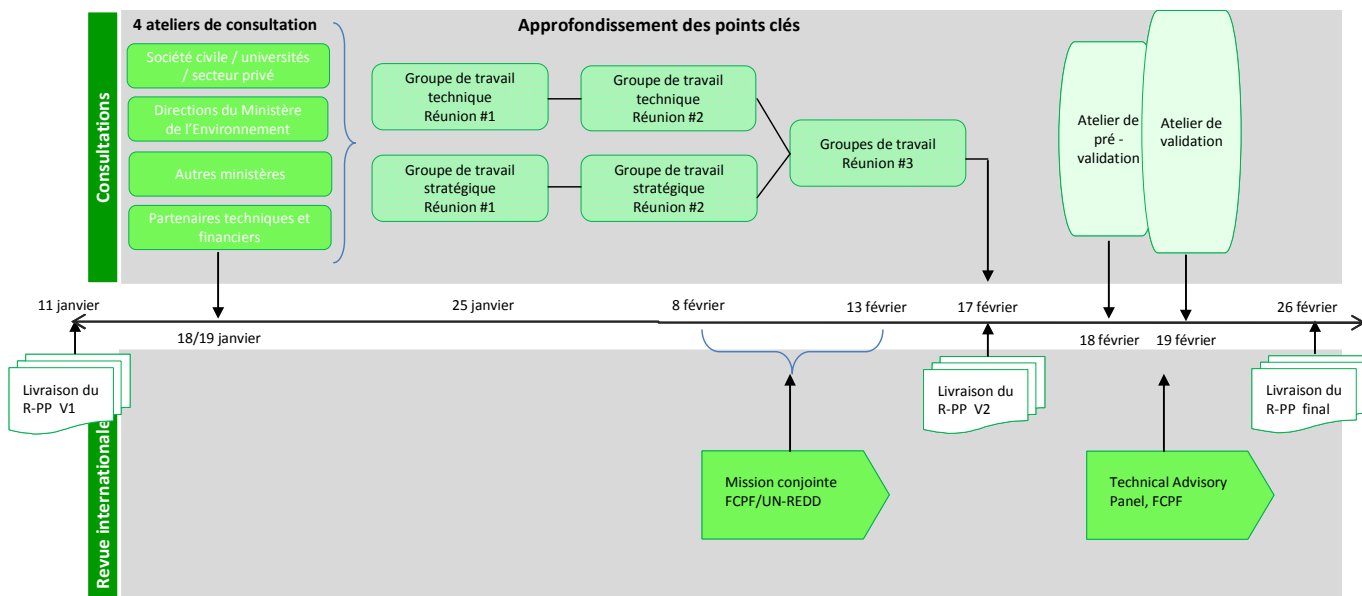 4 ateliers de consultation
Approfondissement des points clés
Consultations
Société civile / universités
/ secteur privé
Directions du Ministère
de l'Environnement
Autres ministères
Partenaires techniques et
financiers
Groupe de travail
technique
Réunion #1
Groupe de travail
technique
Réunion #2
Groupe de travail
stratégique
Réunion #1
Groupe de travail
stratégique
Réunion #2
Groupes de travail
Réunion #3
Atelier de
pré -
validation
Atelier de
validation
11 janvier
25 janvier
8 février
13 février
17 février
26 février
18/19 janvier
18 février
19 février
Revue internationale
Livraison du
R-PP V1
Livraison du
R-PP V2
Livraison du
R-PP final
Mission conjointe
FCPF/UN-REDD
Technical Advisory
Panel, FCPF